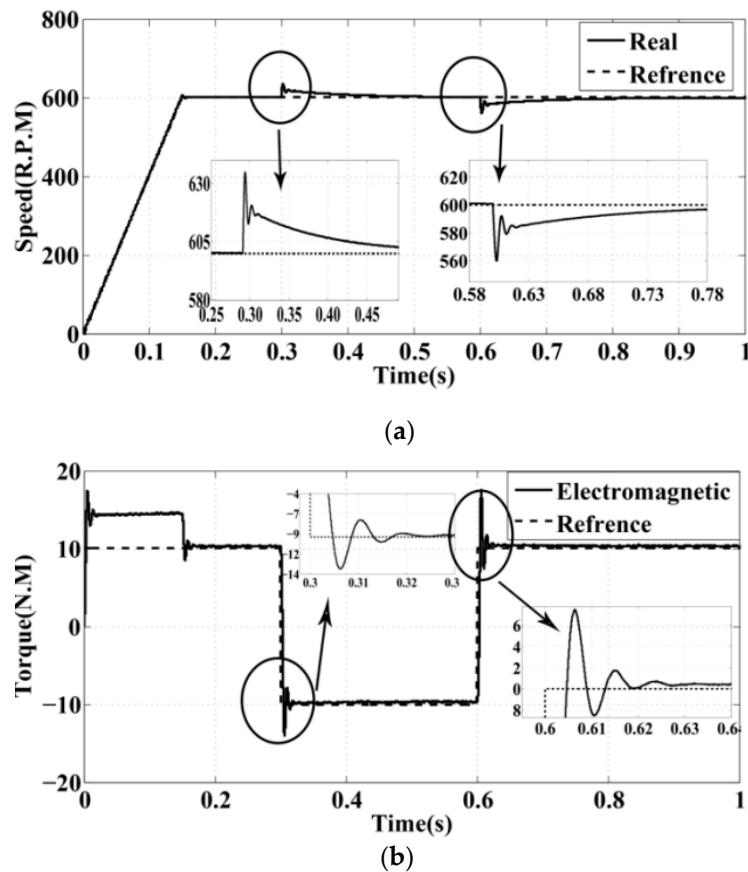 800
600
400
200
0
Speed(R.P.M)
Real
Refrence
630
605
580
0.25 0.30 0.35 0.40 0.45
620
600
580
560
0.58 0.63 0.68 0.73 0.78
0 0.1 0.2 0.3 0.4 0.5 0.6 0.7 0.8 0.9 1
Time(s)
(a)
20
10
0
−10
−20
Torque(N.M)
Electromagnetic
Refrence
−4
−7
−9
−12
−14
0.3 0.31 0.32 0.3
6
4
2
0
8
0.6 0.61 0.62 0.63 0.64
0 0.2 0.4 0.6 0.8 1
Time(s)
(b)